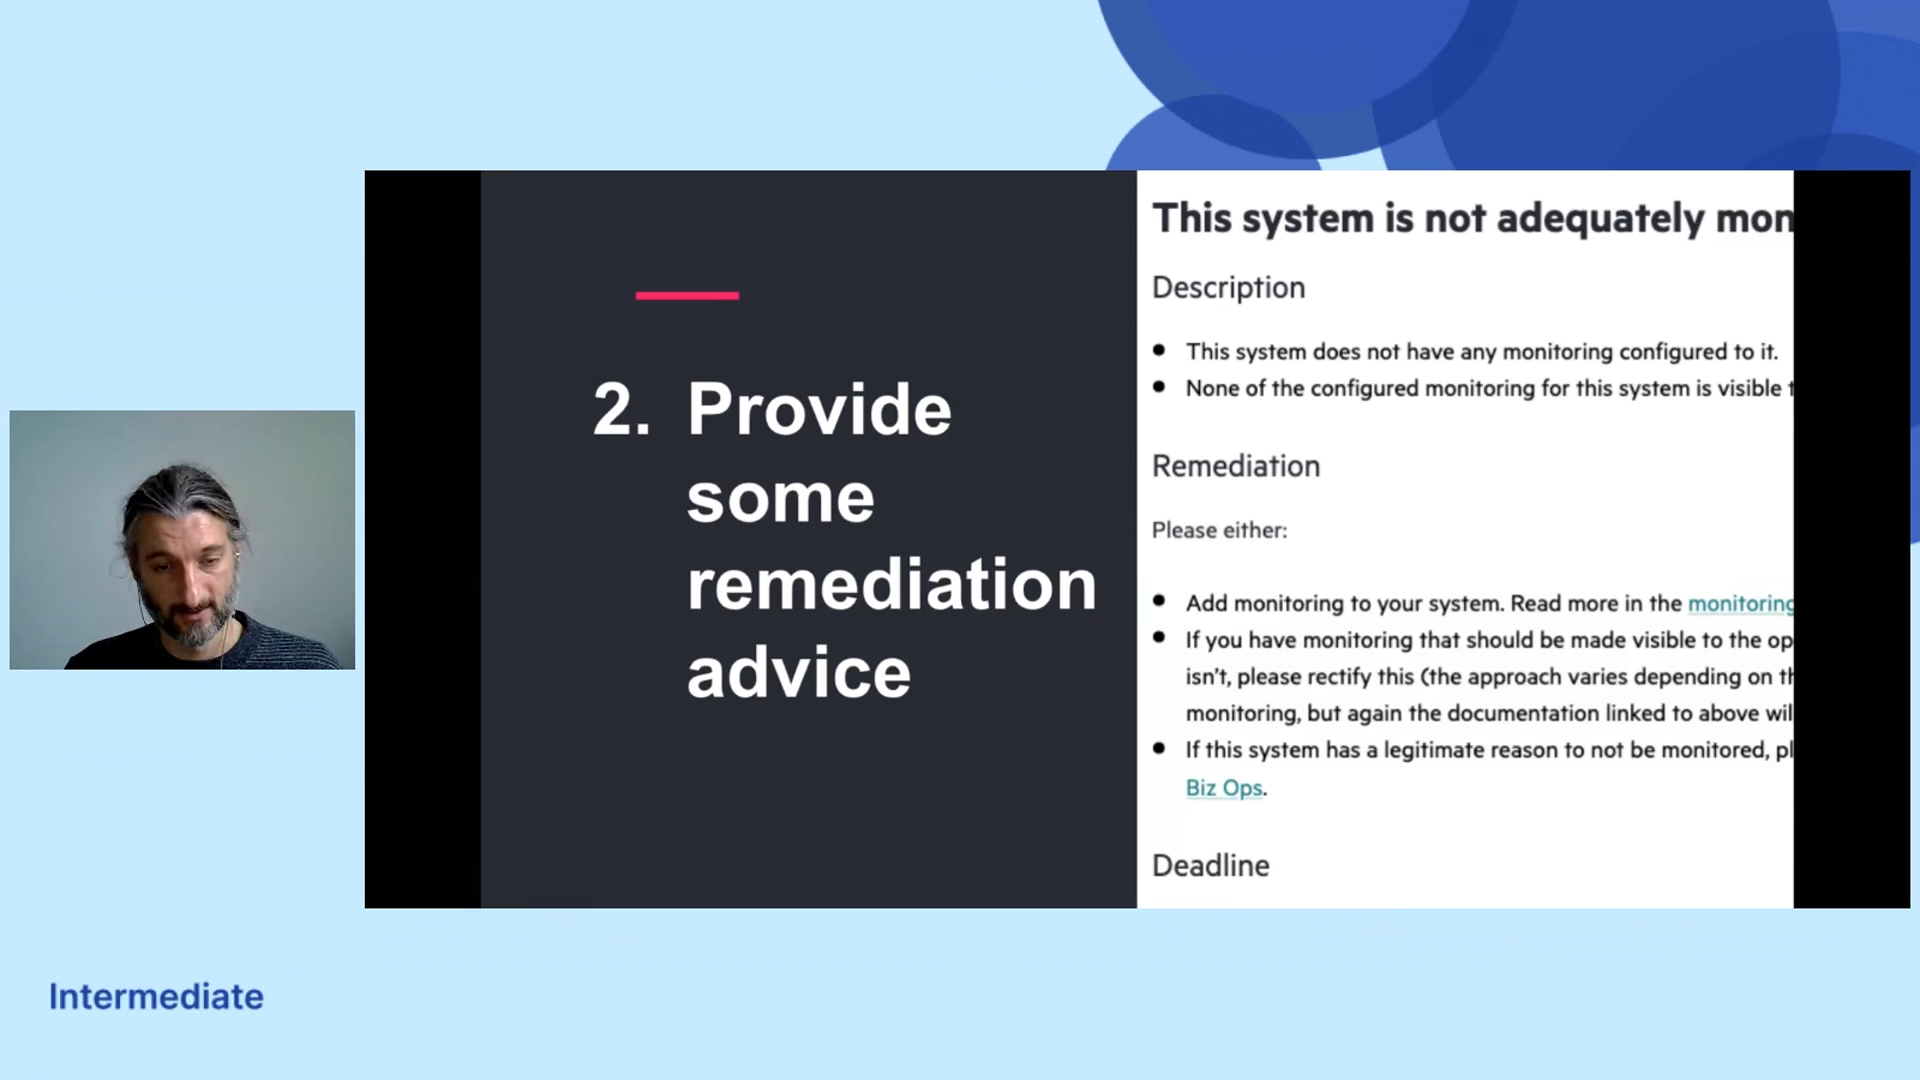 2. Provide
some
remediation
advice
This system is not adequately mon
Description
• This system does not have any monitoring configured to it.
• None of the configured monitoring for this system is visible t
Remediation
Please either:
• Add monitoring to your system. Read more in the monitoring
• If you have monitoring that should be made visible to the op
isn't, please rectify this (the approach varies depending on th
monitoring, but again the documentation linked to above wil
• If this system has a legitimate reason to not be monitored, pl
Biz Ops.
Deadline
Intermediate